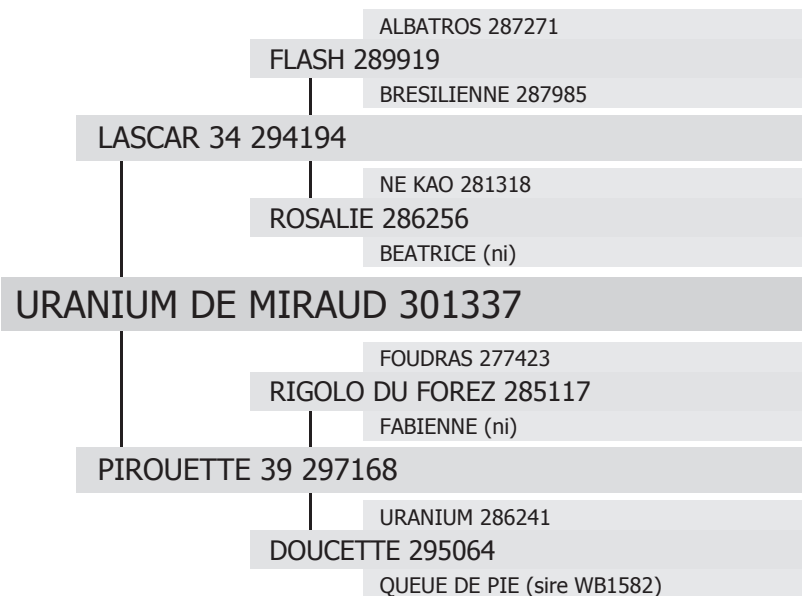 ALBATROS 287271
FLASH 289919
BRESILIENNE 287985
LASCAR 34 294194
NE KAO 281318
ROSALIE 286256
BEATRICE (ni)
URANIUM DE MIRAUD 301337
FOUDRAS 277423
RIGOLO DU FOREZ 285117
FABIENNE (ni)
PIROUETTE 39 297168
URANIUM 286241
DOUCETTE 295064
QUEUE DE PIE (sire WB1582)